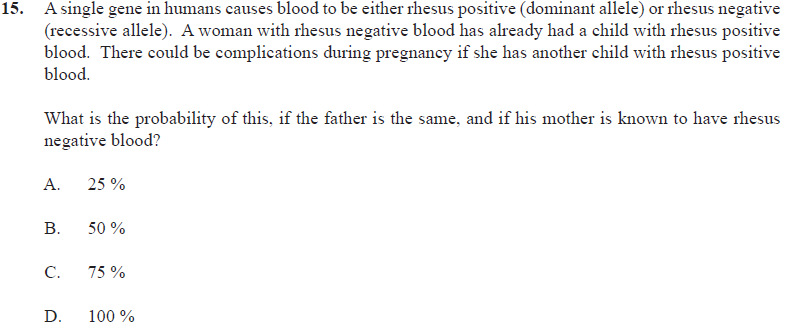 15. A single gene in humans causes blood to be either rhesus positive (dominant allele) or rhesus negative
(recessive allele). A woman with rhesus negative blood has already had a child with rhesus positive
blood. There could be complications during pregnancy if she has another child with rhesus positive
blood.
What is the probability of this, if the father is the same, and if his mother is known to have rhesus
negative blood?
A. 25 %
B. 50 %
C. 75 %
D. 100 %